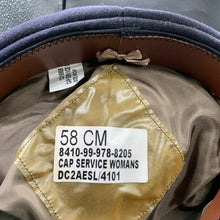 58 CM
8410-99-978-8205
CAP SERVICE WOMANS
DC2AESL/4101